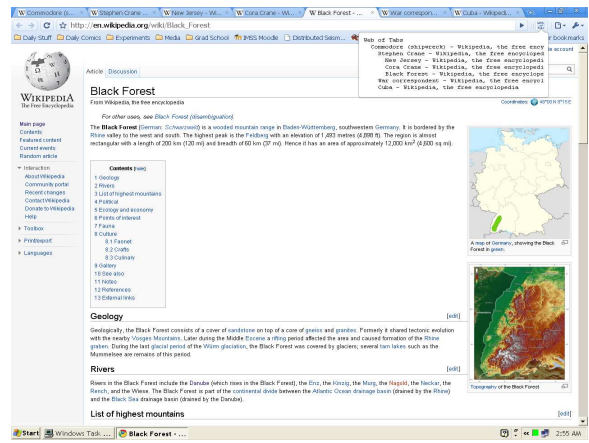 Commodore (s...
Stephen Crane ...
New Jersey - Wi...
Cora Crane - Wi...
Black Forest - ...
War correspon...
Cuba - Wikiped...
http://en.wikipedia.org/wiki/Black_Forest
Daily Stuff
Daily Comics
Experiments
Media
Grad School
IMSS Moodle
Distributed Seism...
r bookmarks
Web of Tabs
Commodore (shipwreck) - Wikipedia, the free ency
Stephen Crane - Wikipedia, the free encycloped
New Jersey - Wikipedia, the free encyclopedi
Cora Crane - Wikipedia, the free encyclopedi
Black Forest - Wikipedia, the free encyclope
War correspondent - Wikipedia, the free encycloped
Cuba - Wikipedia, the free encyclopedia
e account
WIKIPEDIA
The Free Encyclopedia
Main page
Contents
Featured content
Current events
Random article
Interaction
About Wikipedia
Community portal
Recent changes
Contact Wikipedia
Donate to Wikipedia
Help
Toolbox
Print/export
Languages
Article
Discussion
Black Forest
From Wikipedia, the free encyclopedia
Coordinates: 48°00′N 8°15′E
For other uses, see Black Forest (disambiguation).
The Black Forest (German: Schwarzwald) is a wooded mountain range in Baden-Württemberg, southwestern Germany. It is bordered by the
Rhine valley to the west and south. The highest peak is the Feldberg with an elevation of 1,493 metres (4,898 ft). The region is almost
rectangular with a length of 200 km (120 mi) and breadth of 60 km (37 mi). Hence it has an area of approximately 12,000 km² (4,600 sq mi).
Contents [hide]
1 Geology
2 Rivers
3 List of highest mountains
4 Political
5 Ecology and economy
6 Points of interest
7 Fauna
8 Culture
8.1 Fasnet
8.2 Crafts
8.3 Culinary
9 Gallery
10 See also
11 Notes
12 References
13 External links
A map of Germany, showing the Black
Forest in green.
Topography of the Black Forest
Geology
[edit]
Geologically, the Black Forest consists of a cover of sandstone on top of a core of gneiss and granites. Formerly it shared tectonic evolution
with the nearby Vosges Mountains. Later during the Middle Eocene a rifting period affected the area and caused formation of the Rhine
graben. During the last glacial period of the Würm glaciation, the Black Forest was covered by glaciers; several tarn lakes such as the
Mummelsee are remains of this period.
Rivers
[edit]
Rivers in the Black Forest include the Danube (which rises in the Black Forest), the Enz, the Kinzig, the Murg, the Nagold, the Neckar, the
Rench, and the Wiese. The Black Forest is part of the continental divide between the Atlantic Ocean drainage basin (drained by the Rhine)
and the Black Sea drainage basin (drained by the Danube).
List of highest mountains
[edit]
Start
Windows Task ...
Black Forest - ...
2:55 AM